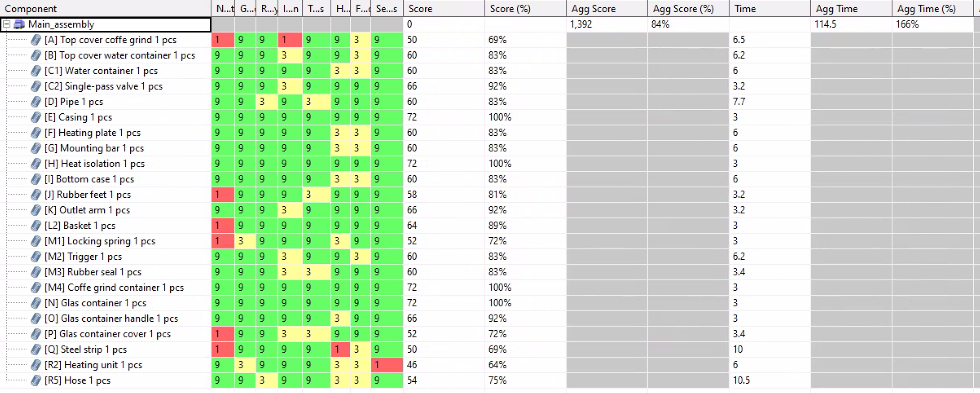 Component N...t G...t R...y I...n T...s H... F... Se...s Score Score (%) Agg Score Agg Score (%) Time Agg Time Agg Time (%)
Main_assembly 0 1,392 84% 114.5 166%
[A] Top cover coffe grind 1 pcs 1 9 9 1 9 9 3 9 50 69% 6.5
[B] Top cover water container 1 pcs 9 9 9 3 9 9 3 9 60 83% 6.2
[C1] Water container 1 pcs 9 9 9 9 9 3 3 9 60 83% 6
[C2] Single-pass valve 1 pcs 9 9 9 3 9 9 9 9 66 92% 3.2
[D] Pipe 1 pcs 9 9 3 9 3 9 9 9 60 83% 7.7
[E] Casing 1 pcs 9 9 9 9 9 9 9 9 72 100% 3
[F] Heating plate 1 pcs 9 9 9 9 9 3 3 9 60 83% 6
[G] Mounting bar 1 pcs 9 9 9 9 9 3 3 9 60 83% 6
[H] Heat isolation 1 pcs 9 9 9 9 9 9 9 9 72 100% 3
[I] Bottom case 1 pcs 9 9 9 9 9 3 3 9 60 83% 6
[J] Rubber feet 1 pcs 1 9 9 9 3 9 9 9 58 81% 3.2
[K] Outlet arm 1 pcs 9 9 9 3 9 9 9 9 66 92% 3.2
[L2] Basket 1 pcs 1 9 9 9 9 9 9 9 64 89% 3
[M1] Locking spring 1 pcs 1 3 9 9 9 3 9 9 52 72% 3
[M2] Trigger 1 pcs 9 9 9 3 9 9 3 9 60 83% 6.2
[M3] Rubber seal 1 pcs 9 9 9 3 3 9 9 9 60 83% 3.4
[M4] Coffe grind container 1 pcs 9 9 9 9 9 9 9 9 72 100% 3
[N] Glas container 1 pcs 9 9 9 9 9 9 9 9 72 100% 3
[O] Glas container handle 1 pcs 9 9 9 9 9 3 9 9 66 92% 3
[P] Glas container cover 1 pcs 1 9 9 3 3 9 9 9 52 72% 3.4
[Q] Steel strip 1 pcs 1 9 9 9 9 1 3 9 50 69% 10
[R2] Heating unit 1 pcs 9 3 9 9 9 3 3 1 46 64% 6
[R5] Hose 1 pcs 9 9 3 9 9 3 3 9 54 75% 10.5